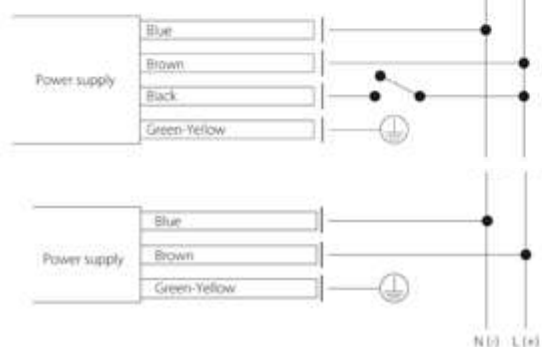 Blue
Brown
Power supply
Black
Green-Yellow
Blue
Power supply
Brown
Green-Yellow
N (-) L (+)